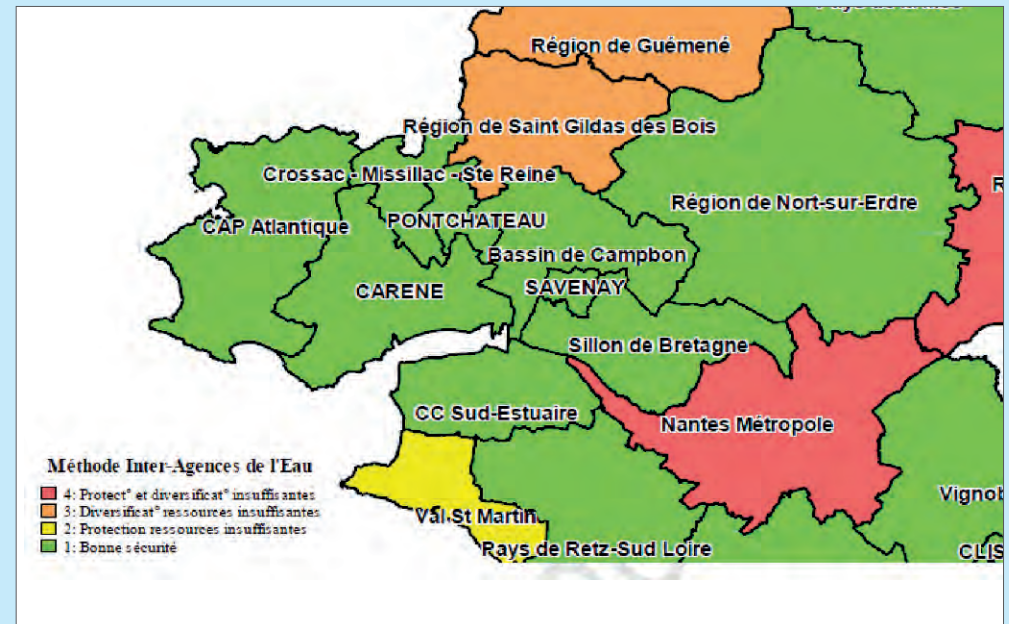 Région de Guémené
Région de Saint Gildas des Bois
Crossac - Missillac - Ste Reine
Région de Nort-sur-Erdre
R
CAP Atlantique
PONTCHATEAU
Bassin de Campbon
CARENE
SAVENAY
Sillon de Bretagne
CC Sud-Estuaire
Nantes Métropole
Méthode Inter-Agences de l'Eau
4: Protect° et diversificat° insuffisantes
3: Diversificat° ressources insuffisantes
2: Protection ressources insuffisantes
1: Bonne sécurité
Vignob
Val St Martin
Pays de Retz-Sud Loire
CLIS